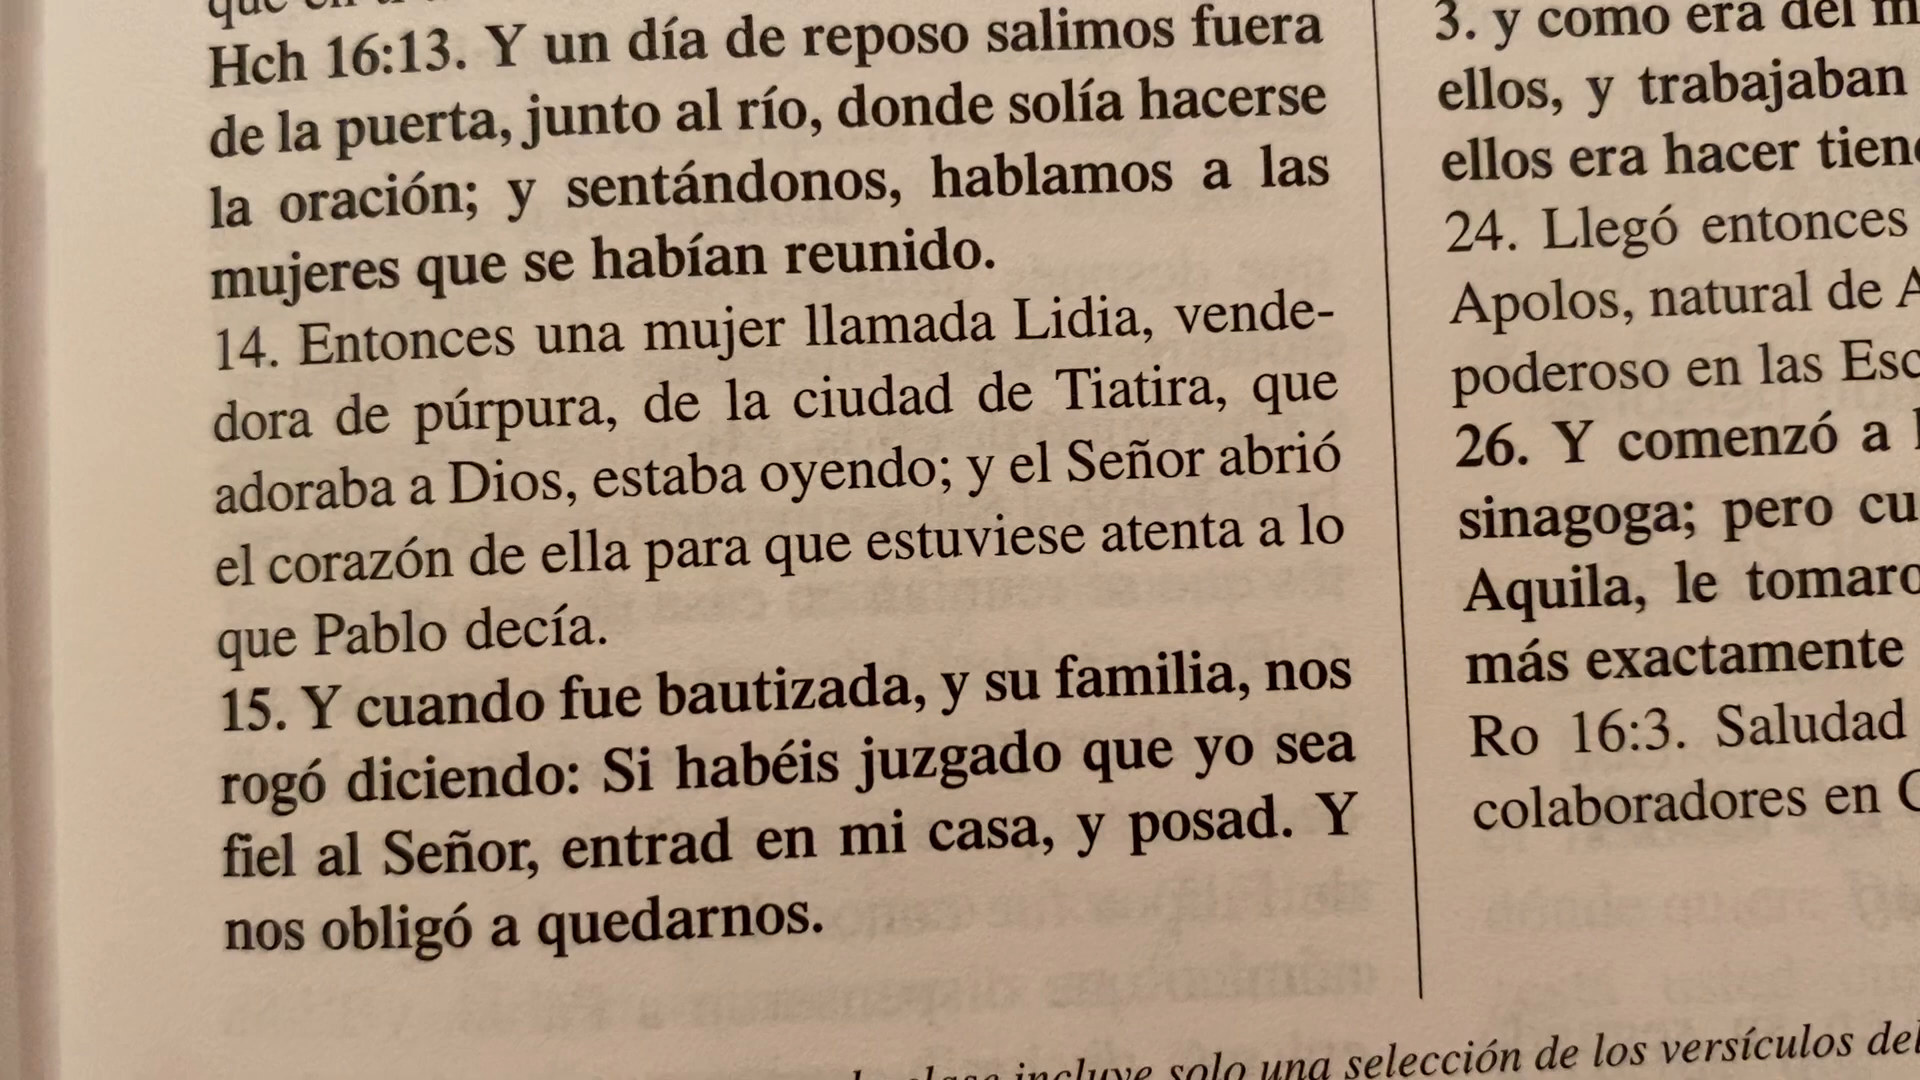 Hch 16:13. Y un día de reposo salimos fuera
de la puerta, junto al río, donde solía hacerse
la oración; y sentándonos, hablamos a las
mujeres que se habían reunido.
14. Entonces una mujer llamada Lidia, vende-
dora de púrpura, de la ciudad de Tiatira, que
adoraba a Dios, estaba oyendo; y el Señor abrió
el corazón de ella para que estuviese atenta a lo
que Pablo decía.
15. Y cuando fue bautizada, y su familia, nos
rogó diciendo: Si habéis juzgado que yo sea
fiel al Señor, entrad en mi casa, y posad. Y
nos obligó a quedarnos.
3. y como era del
ellos, y trabajaban
ellos era hacer
24. Llegó entonces
Apolos, natural de
poderoso en las
26. Y comenzó a
sinagoga; pero
Aquila, le
más exactamente
Ro 16:3. Saludad
colaboradores en
incluye solo una selección de los versículos